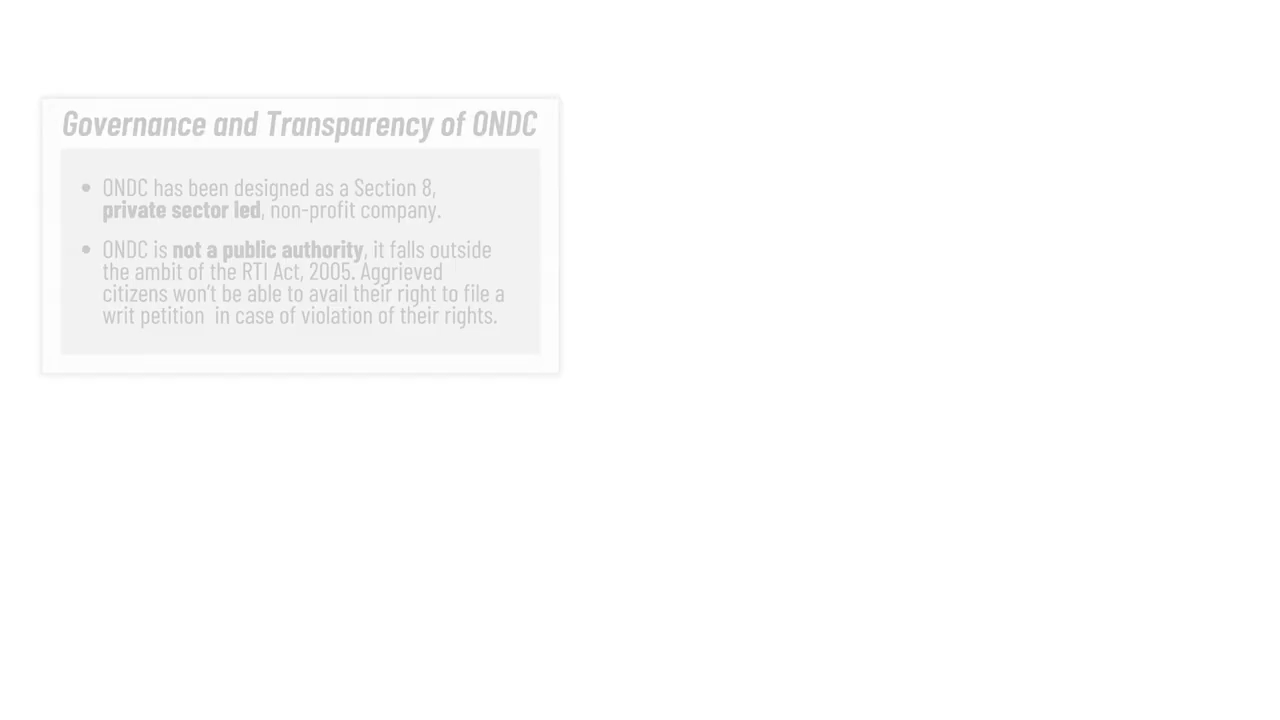 Governance and Transparency of ONDC
• ONDC has been designed as a Section 8,
private sector led, non-profit company.
• ONDC is not a public authority, it falls outside
the ambit of the RTI Act, 2005. Aggrieved
citizens won't be able to avail their right to file a
writ petition  in case of violation of their rights.